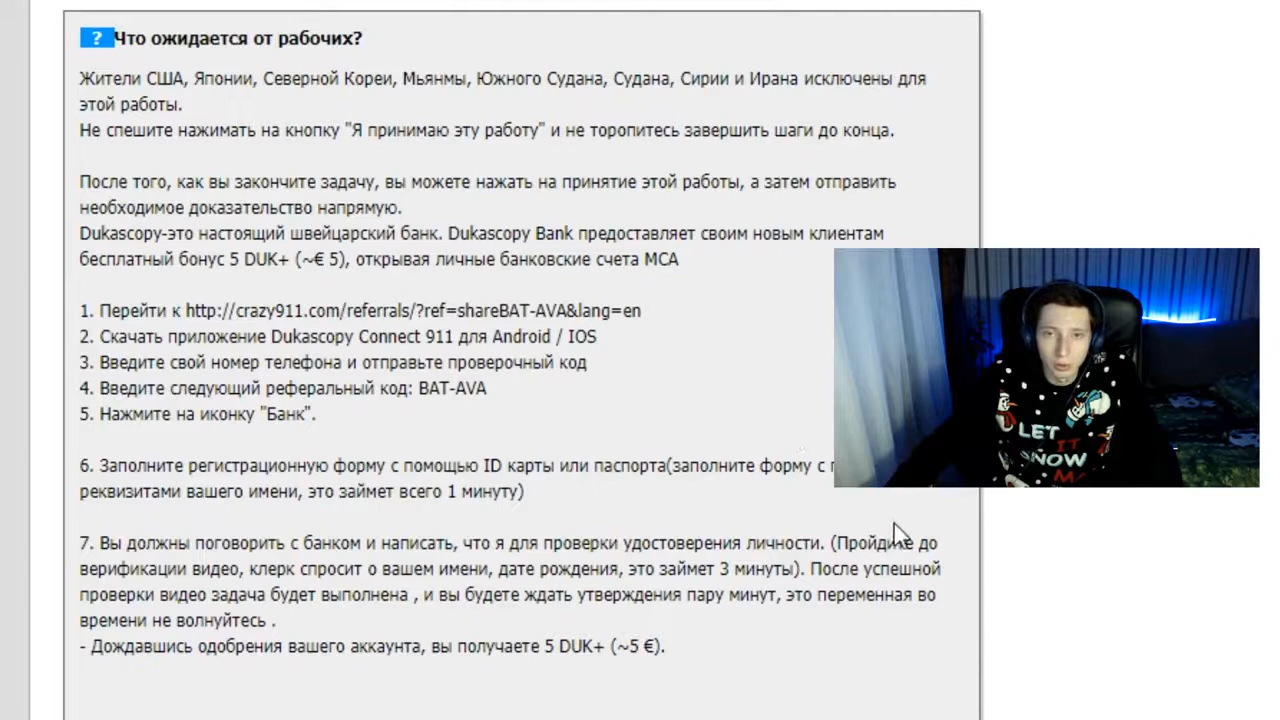 ? Что ожидается от рабочих?
Жители США, Японии, Северной Кореи, Мьянмы, Южного Судана, Судана, Сирии и Ирана исключены для
этой работы.
Не спешите нажимать на кнопку "Я принимаю эту работу" и не торопитесь завершить шаги до конца.
После того, как вы закончите задачу, вы можете нажать на принятие этой работы, а затем отправить
необходимое доказательство напрямую.
Dukascopy-это настоящий швейцарский банк. Dukascopy Bank предоставляет своим новым клиентам
бесплатный бонус 5 DUK+ (~€ 5), открывая личные банковские счета MCA
1. Перейти к http://crazy911.com/referrals/?ref=shareBAT-AVA&lang=en
2. Скачать приложение Dukascopy Connect 911 для Android / IOS
3. Введите свой номер телефона и отправьте проверочный код
4. Введите следующий реферальный код: BAT-AVA
5. Нажмите на иконку "Банк".
6. Заполните регистрационную форму с помощью ID карты или паспорта(заполните форму с
реквизитами вашего имени, это займет всего 1 минуту)
7. Вы должны поговорить с банком и написать, что я для проверки удостоверения личности. (Пройдите до
верификации видео, клерк спросит о вашем имени, дате рождения, это займет 3 минуты). После успешной
проверки видео задача будет выполнена , и вы будете ждать утверждения пару минут, это переменная во
времени не волнуйтесь .
- Дождавшись одобрения вашего аккаунта, вы получаете 5 DUK+ (~5 €).
LET
IT
SNOW